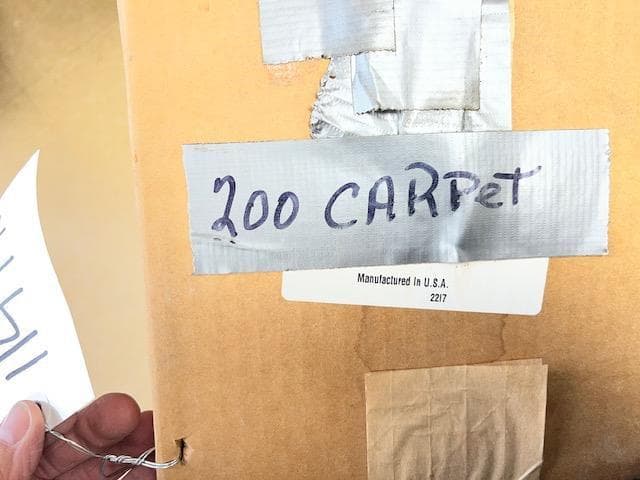 200 CARPeT
Manufactured In U.S.A.
2217